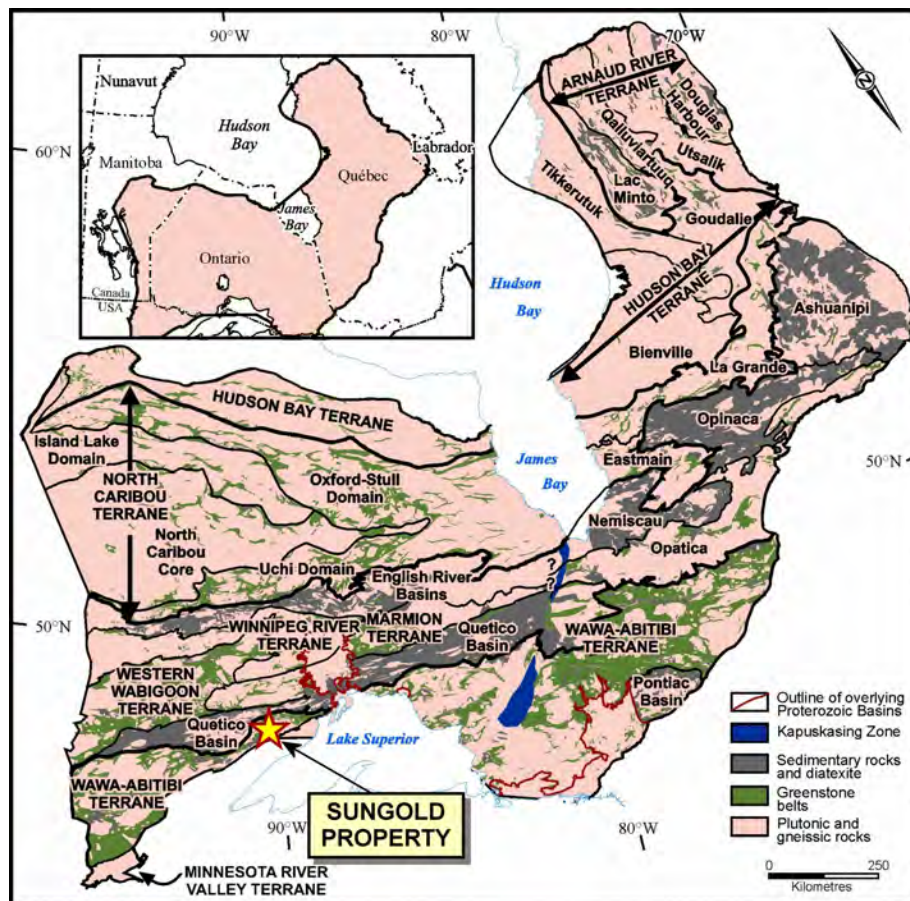 90°W
80°W
70°W
60°N
50°N
50°N
90°W
80°W
Nunavut
Hudson
Bay
Manitoba
Labrador
Québec
James
Bay
Ontario
Canada
USA
N
ARNAUD RIVER
TERRANE
Douglas
Harbour
Qalluviartuuq
Utsalik
Tikkerutuk
Lac
Minto
Goudalie
HUDSON BAY
TERRANE
Hudson
Bay
Ashuanipi
Bienville
La Grande
Opinaca
HUDSON BAY TERRANE
Island Lake
Domain
NORTH
CARIBOU
TERRANE
Oxford-Stull
Domain
James
Bay
Eastmain
Nemiscau
North
Caribou
Core
Opatica
Uchi Domain
English River
Basins
?
?
WINNIPEG RIVER
TERRANE
MARMION
TERRANE
Quetico
Basin
WAWA-ABITIBI
TERRANE
WESTERN
WABIGOON
TERRANE
Pontiac
Basin
Quetico
Basin
Lake Superior
WAWA-ABITIBI
TERRANE
SUNGOLD
PROPERTY
MINNESOTA RIVER
VALLEY TERRANE
Outline of overlying
Proterozoic Basins
Kapuskasing Zone
Sedimentary rocks
and diatexite
Greenstone
belts
Plutonic and
gneissic rocks
0 250
Kilometres